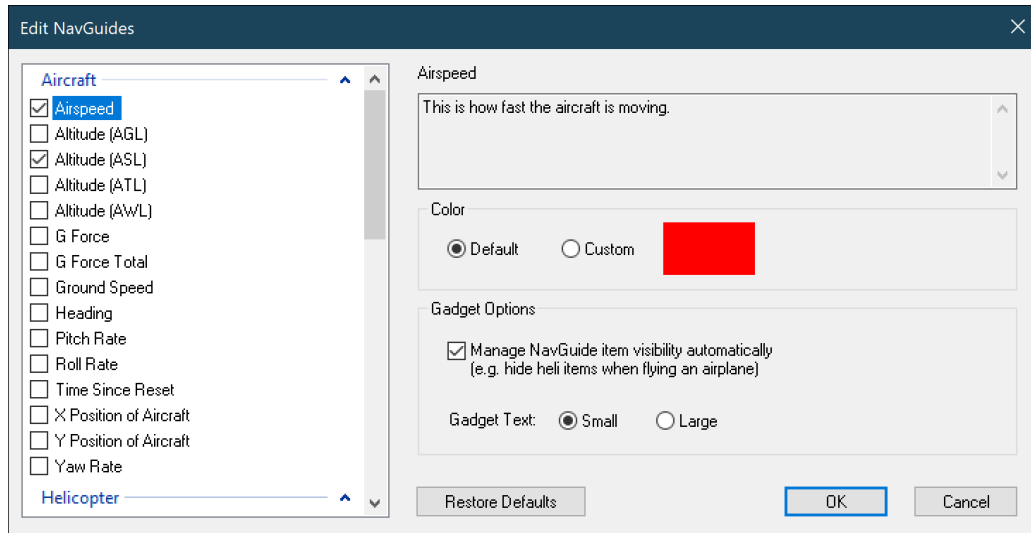 Edit NavGuides
Aircraft
Airspeed
Altitude (AGL)
Altitude (ASL)
Altitude (ATL)
Altitude (AWL)
G Force
G Force Total
Ground Speed
Heading
Pitch Rate
Roll Rate
Time Since Reset
X Position of Aircraft
Y Position of Aircraft
Yaw Rate
Helicopter
Airspeed
This is how fast the aircraft is moving.
Color
Default Custom
Gadget Options
Manage NavGuide item visibility automatically
(e.g. hide heli items when flying an airplane)
Gadget Text: Small Large
Restore Defaults OK Cancel